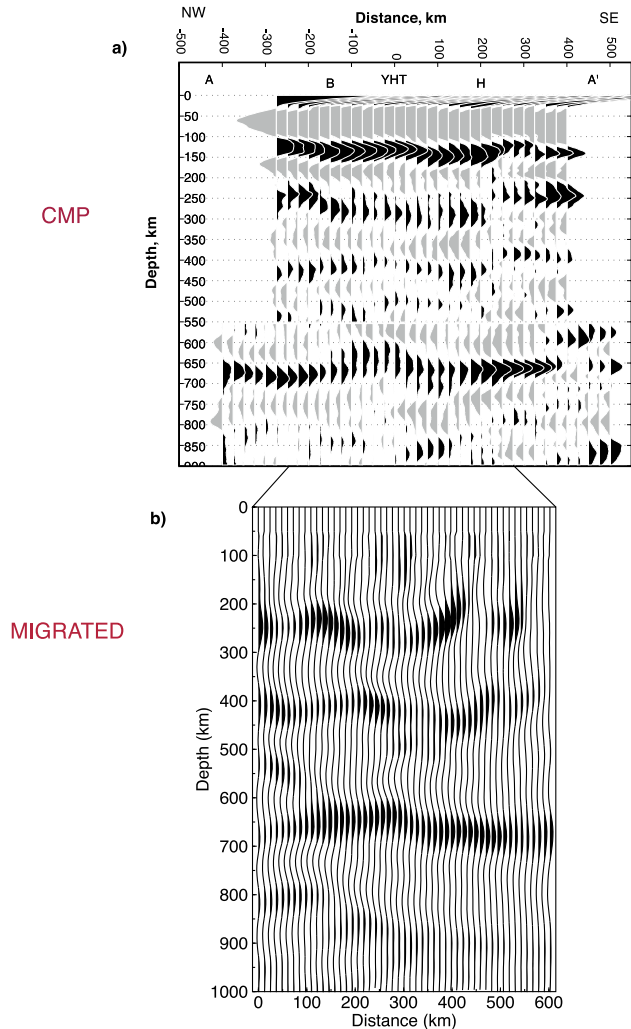 NW Distance, km SE
a)
-500 -400 -300 -200 -100 0 100 200 300 400 500
A B YHT H A'
0
50
100
150
200
250
300
350
400
450
500
550
600
650
700
750
800
850
900
Depth, km
CMP
b)
0
100
200
300
400
500
600
700
800
900
1000
Depth (km)
MIGRATED
0 100 200 300 400 500 600
Distance (km)